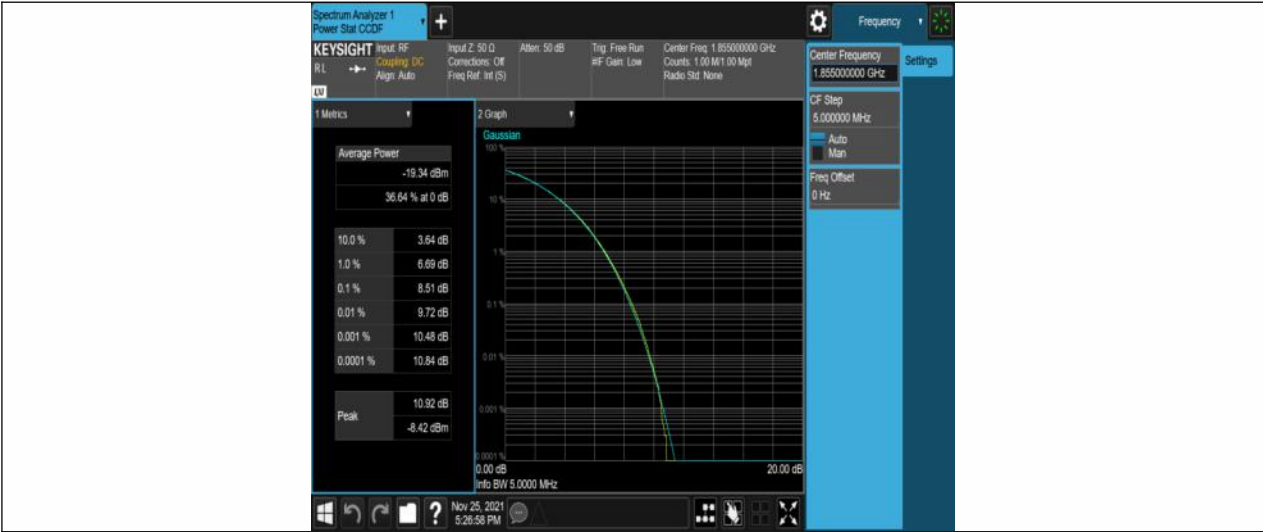 Spectrum Analyzer 1
Power Stat CCDF
+
Frequency
KEYSIGHT
RL
LV
Input: RF
Coupling: DC
Align: Auto
Input Z: 50 Ω
Corrections: Off
Freq Ref: Int (S)
Atten: 50 dB
Trig: Free Run
#IF Gain: Low
Center Freq: 1.855000000 GHz
Counts: 1.00 M/1.00 Mpt
Radio Std: None
Center Frequency
1.855000000 GHz
Settings
CF Step
5.000000 MHz
Auto
Man
Freq Offset
0 Hz
1 Metrics
Average Power
-19.34 dBm
36.64 % at 0 dB
10.0 % 3.64 dB
1.0 % 6.69 dB
0.1 % 8.51 dB
0.01 % 9.72 dB
0.001 % 10.48 dB
0.0001 % 10.84 dB
Peak
10.92 dB
-8.42 dBm
2 Graph
Gaussian
100 %
10 %
1 %
0.1 %
0.01 %
0.001 %
0.0001 %
0.00 dB 20.00 dB
Info BW 5.0000 MHz
?
Nov 25, 2021
5:26:58 PM